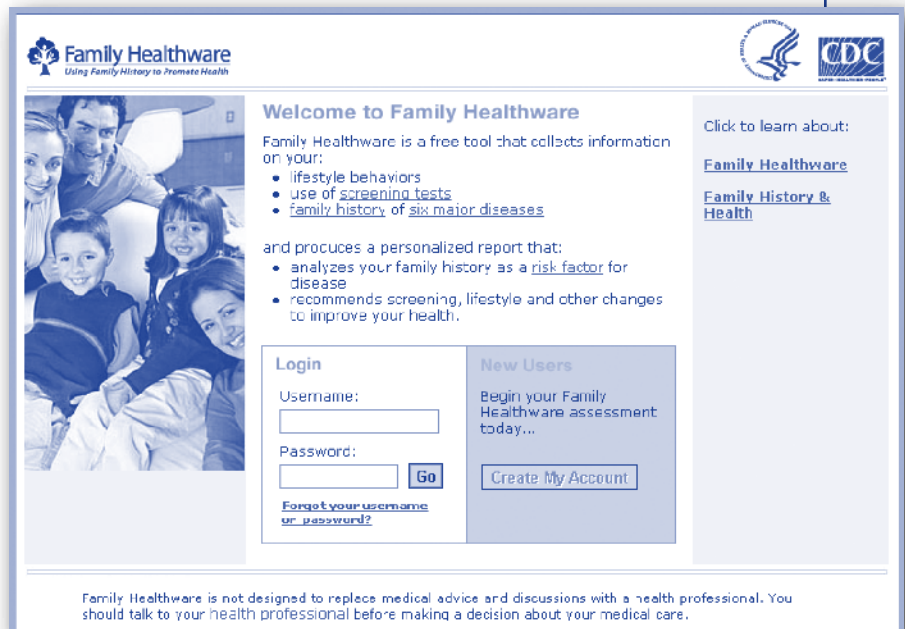 Family Healthware
Using Family History to Promote Health
CDC
SAFER·HEALTHIER·PEOPLE™
Welcome to Family Healthware
Family Healthware is a free tool that collects information
on your:
• lifestyle behaviors
• use of screening tests
• family history of six major diseases
and produces a personalized report that:
• analyzes your family history as a risk factor for
disease
• recommends screening, lifestyle and other changes
to improve your health.
Click to learn about:
Family Healthware
Family History &
Health
Login
Username:
Password:
Go
Forgot your username
or password?
New Users
Begin your Family
Healthware assessment
today...
Create My Account
Family Healthware is not designed to replace medical advice and discussions with a health professional. You
should talk to your health professional before making a decision about your medical care.